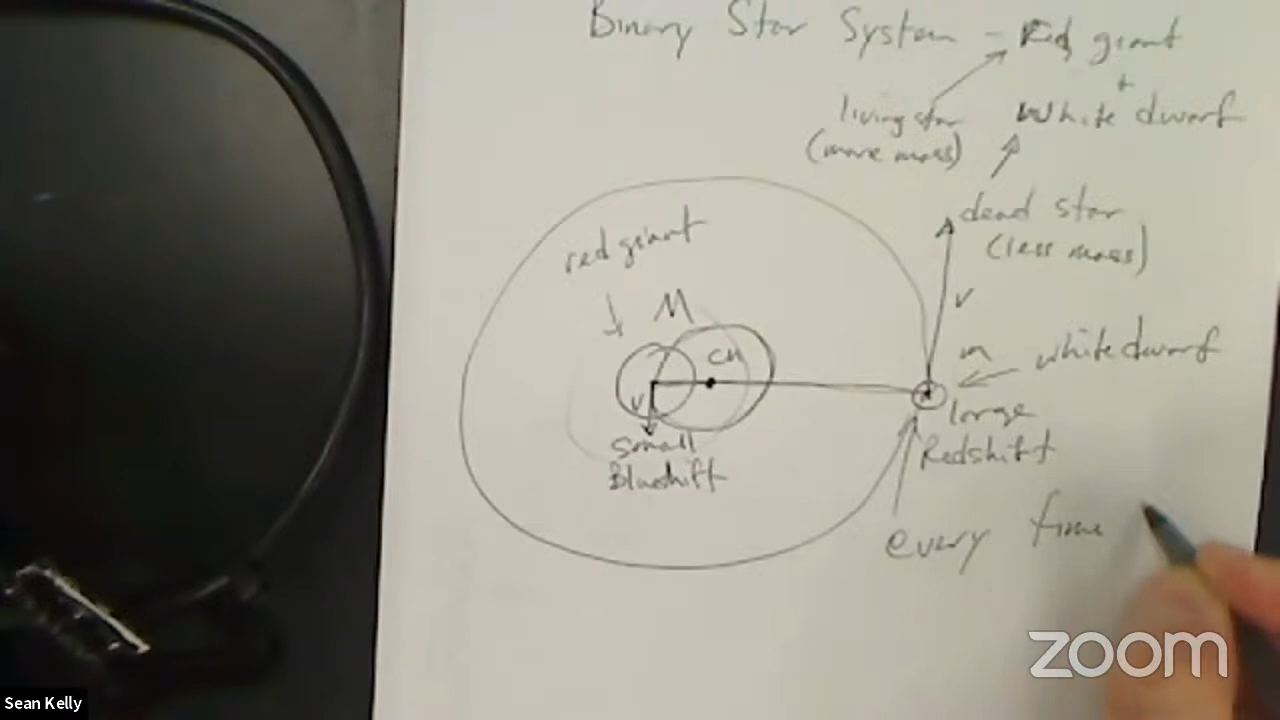 Binary Star System - Red giant
+
living star
(more mass)
White dwarf
dead star
(less mass)
red giant
M
v
CM
m
white dwarf
v
large
Redshift
small
Blueshift
every time
zoom
Sean Kelly